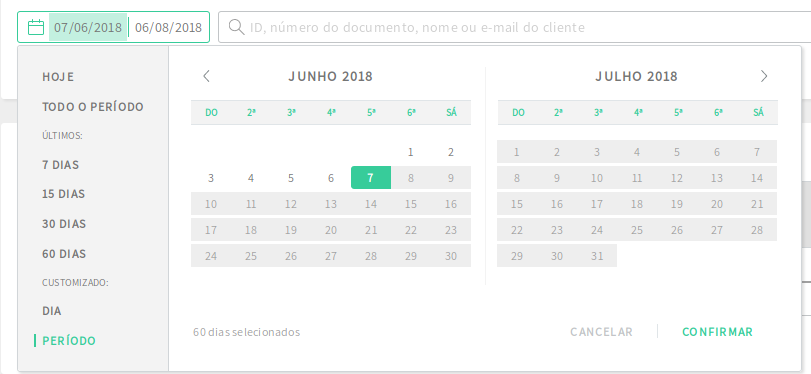 07/06/2018 06/08/2018 ID, número do documento, nome ou e-mail do cliente
HOJE
TODO O PERÍODO
ÚLTIMOS:
7 DIAS
15 DIAS
30 DIAS
60 DIAS
CUSTOMIZADO:
DIA
PERÍODO
JUNHO 2018
DO 2ª 3ª 4ª 5ª 6ª SÁ
1 2
3 4 5 6 7 8 9
10 11 12 13 14 15 16
17 18 19 20 21 22 23
24 25 26 27 28 29 30
JULHO 2018
DO 2ª 3ª 4ª 5ª 6ª SÁ
1 2 3 4 5 6 7
8 9 10 11 12 13 14
15 16 17 18 19 20 21
22 23 24 25 26 27 28
29 30 31
60 dias selecionados
CANCELAR CONFIRMAR